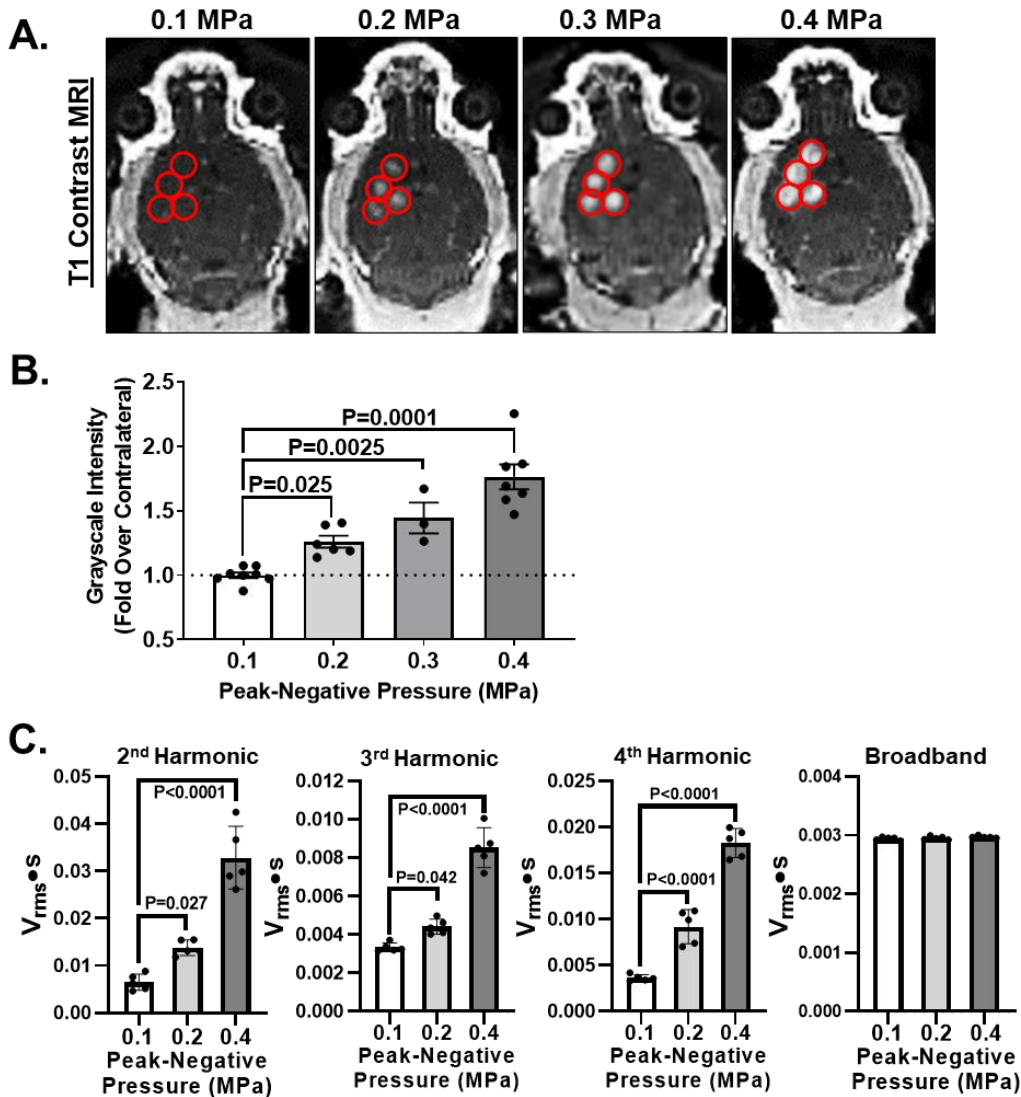 A.
0.1 MPa 0.2 MPa 0.3 MPa 0.4 MPa
T1 Contrast MRI
B.
Grayscale Intensity
(Fold Over Contralateral)
2.5
2.0
1.5
1.0
0.5
P=0.0001
P=0.0025
P=0.025
0.1 0.2 0.3 0.4
Peak-Negative Pressure (MPa)
C.
2nd Harmonic
Vrms•s
0.05
0.04
0.03
0.02
0.01
0.00
P<0.0001
P=0.027
0.1 0.2 0.4
Peak-Negative
Pressure (MPa)
3rd Harmonic
Vrms•s
0.012
0.010
0.008
0.006
0.004
0.002
0.000
P<0.0001
P=0.042
0.1 0.2 0.4
Peak-Negative
Pressure (MPa)
4th Harmonic
Vrms•s
0.025
0.020
0.015
0.010
0.005
0.000
P<0.0001
P<0.0001
0.1 0.2 0.4
Peak-Negative
Pressure (MPa)
Broadband
Vrms•s
0.004
0.003
0.002
0.001
0.000
0.1 0.2 0.4
Peak-Negative
Pressure (MPa)